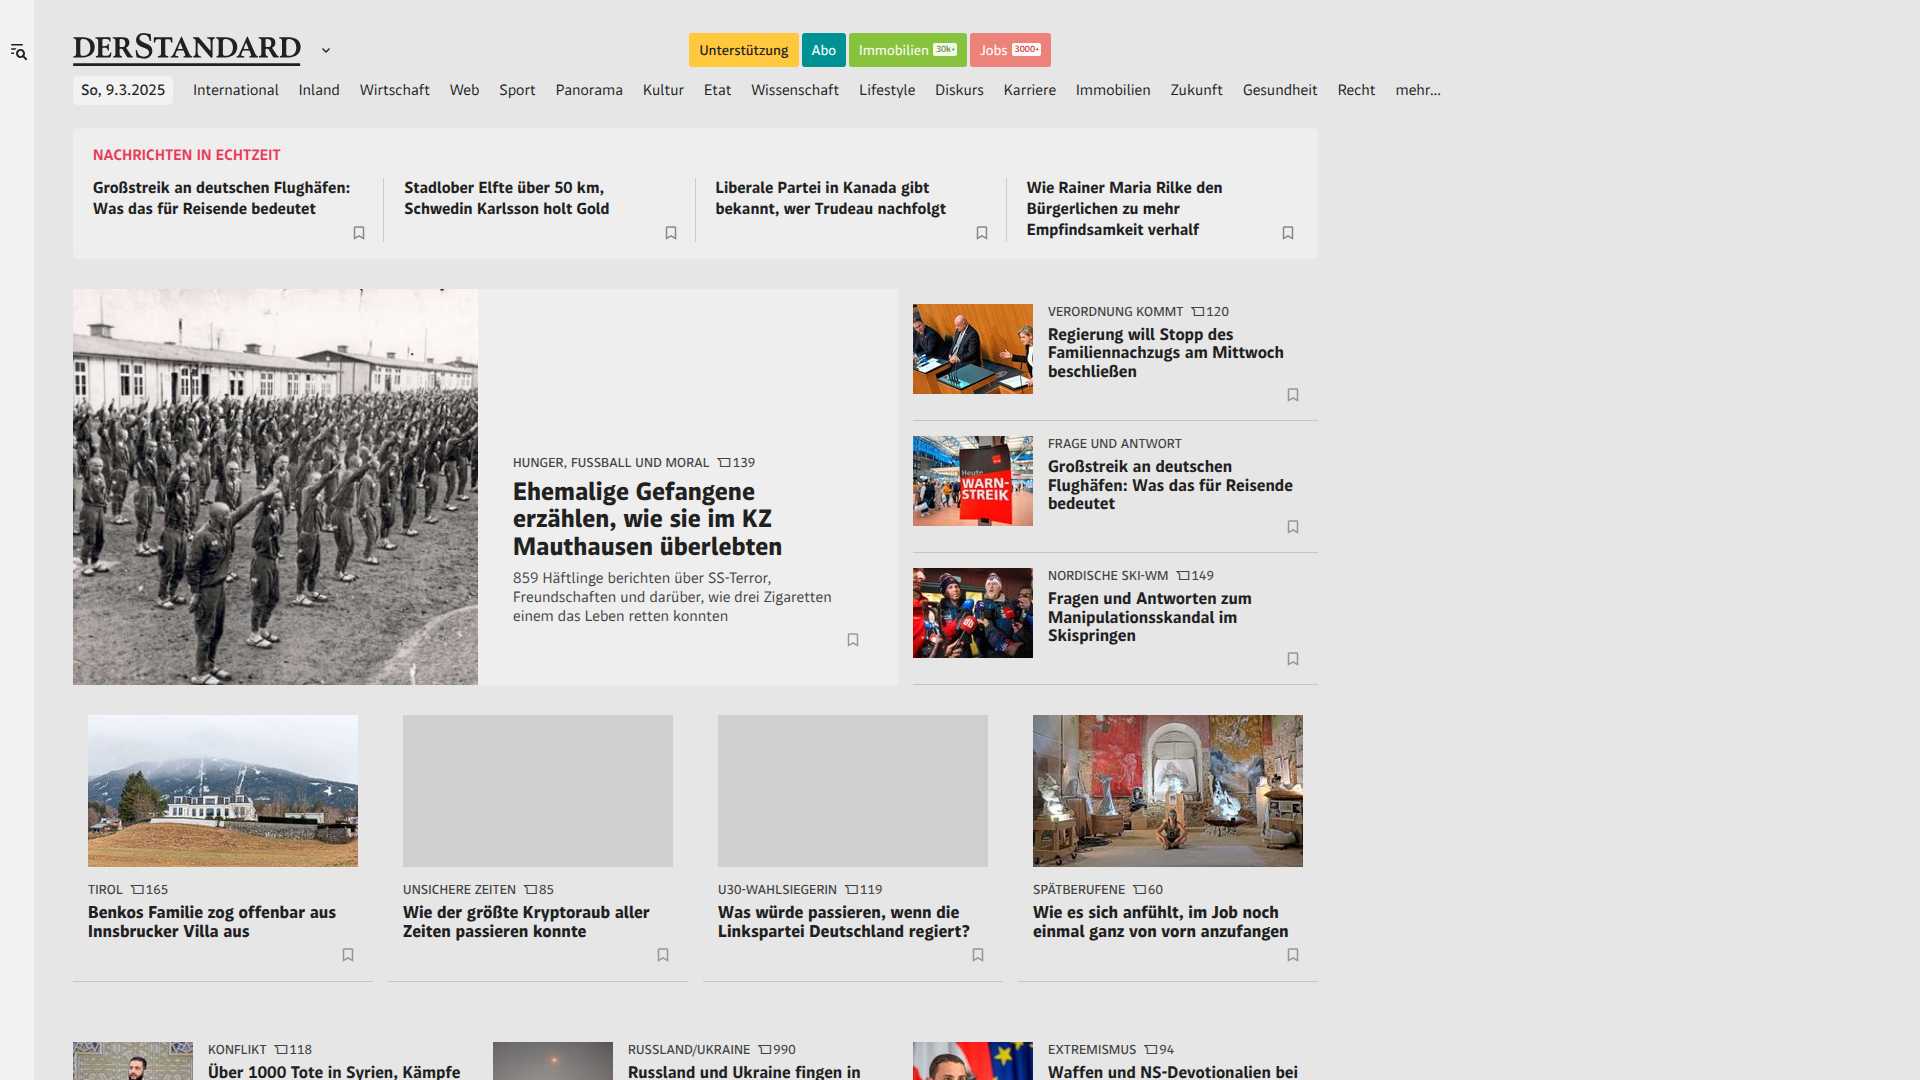 DERSTANDARD
Unterstützung
Abo
Immobilien 30k+
Jobs 3000+
So, 9.3.2025
International
Inland
Wirtschaft
Web
Sport
Panorama
Kultur
Etat
Wissenschaft
Lifestyle
Diskurs
Karriere
Immobilien
Zukunft
Gesundheit
Recht
mehr...
NACHRICHTEN IN ECHTZEIT
Großstreik an deutschen Flughäfen:
Was das für Reisende bedeutet
Stadlober Elfte über 50 km,
Schwedin Karlsson holt Gold
Liberale Partei in Kanada gibt
bekannt, wer Trudeau nachfolgt
Wie Rainer Maria Rilke den
Bürgerlichen zu mehr
Empfindsamkeit verhalf
HUNGER, FUSSBALL UND MORAL 139
Ehemalige Gefangene
erzählen, wie sie im KZ
Mauthausen überlebten
859 Häftlinge berichten über SS-Terror,
Freundschaften und darüber, wie drei Zigaretten
einem das Leben retten konnten
VERORDNUNG KOMMT 120
Regierung will Stopp des
Familiennachzugs am Mittwoch
beschließen
Heute
WARN-
STREIK
FRAGE UND ANTWORT
Großstreik an deutschen
Flughäfen: Was das für Reisende
bedeutet
NORDISCHE SKI-WM 149
Fragen und Antworten zum
Manipulationsskandal im
Skispringen
TIROL 165
Benkos Familie zog offenbar aus
Innsbrucker Villa aus
UNSICHERE ZEITEN 85
Wie der größte Kryptoraub aller
Zeiten passieren konnte
U30-WAHLSIEGERIN 119
Was würde passieren, wenn die
Linkspartei Deutschland regiert?
SPÄTBERUFENE 60
Wie es sich anfühlt, im Job noch
einmal ganz von vorn anzufangen
KONFLIKT 118
Über 1000 Tote in Syrien, Kämpfe
RUSSLAND/UKRAINE 990
Russland und Ukraine fingen in
EXTREMISMUS 94
Waffen und NS-Devotionalien bei